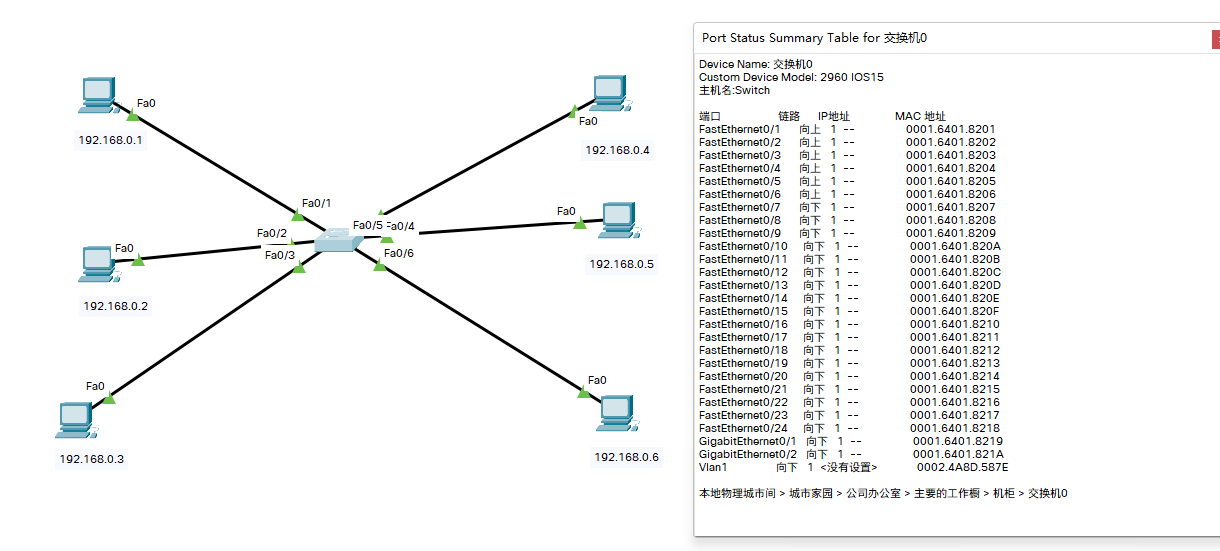 Fa0
192.168.0.1
Fa0
192.168.0.4
Fa0/1
Fa0/2
Fa0/3
Fa0/5
Fa0/4
Fa0/6
Fa0
192.168.0.2
Fa0
192.168.0.5
Fa0
192.168.0.3
Fa0
192.168.0.6
Port Status Summary Table for 交换机0
Device Name: 交换机0
Custom Device Model: 2960 IOS15
主机名:Switch
端口 链路 IP地址 MAC 地址
FastEthernet0/1 向上 1 -- 0001.6401.8201
FastEthernet0/2 向上 1 -- 0001.6401.8202
FastEthernet0/3 向上 1 -- 0001.6401.8203
FastEthernet0/4 向上 1 -- 0001.6401.8204
FastEthernet0/5 向上 1 -- 0001.6401.8205
FastEthernet0/6 向上 1 -- 0001.6401.8206
FastEthernet0/7 向下 1 -- 0001.6401.8207
FastEthernet0/8 向下 1 -- 0001.6401.8208
FastEthernet0/9 向下 1 -- 0001.6401.8209
FastEthernet0/10 向下 1 -- 0001.6401.820A
FastEthernet0/11 向下 1 -- 0001.6401.820B
FastEthernet0/12 向下 1 -- 0001.6401.820C
FastEthernet0/13 向下 1 -- 0001.6401.820D
FastEthernet0/14 向下 1 -- 0001.6401.820E
FastEthernet0/15 向下 1 -- 0001.6401.820F
FastEthernet0/16 向下 1 -- 0001.6401.8210
FastEthernet0/17 向下 1 -- 0001.6401.8211
FastEthernet0/18 向下 1 -- 0001.6401.8212
FastEthernet0/19 向下 1 -- 0001.6401.8213
FastEthernet0/20 向下 1 -- 0001.6401.8214
FastEthernet0/21 向下 1 -- 0001.6401.8215
FastEthernet0/22 向下 1 -- 0001.6401.8216
FastEthernet0/23 向下 1 -- 0001.6401.8217
FastEthernet0/24 向下 1 -- 0001.6401.8218
GigabitEthernet0/1 向下 1 -- 0001.6401.8219
GigabitEthernet0/2 向下 1 -- 0001.6401.821A
Vlan1 向下 1 <没有设置> 0002.4A8D.587E
本地物理城市间 > 城市家园 > 公司办公室 > 主要的工作橱 > 机柜 > 交换机0